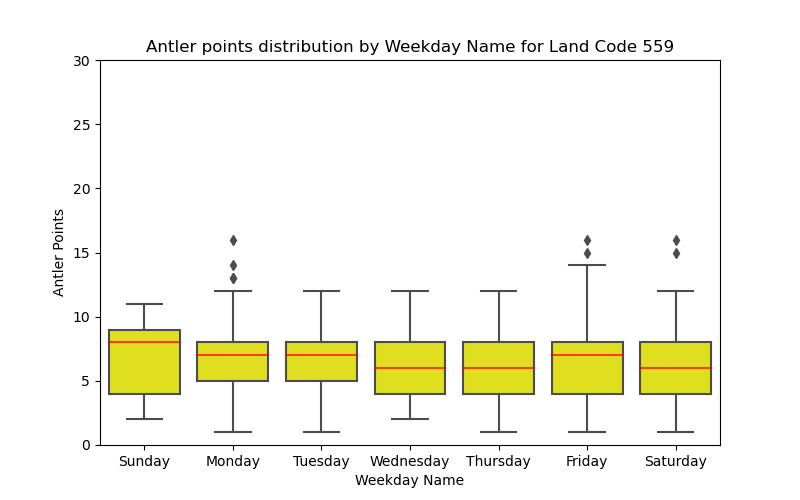 Antler points distribution by Weekday Name for Land Code 559
Antler Points
30
25
20
15
10
5
0
Sunday Monday Tuesday Wednesday Thursday Friday Saturday
Weekday Name